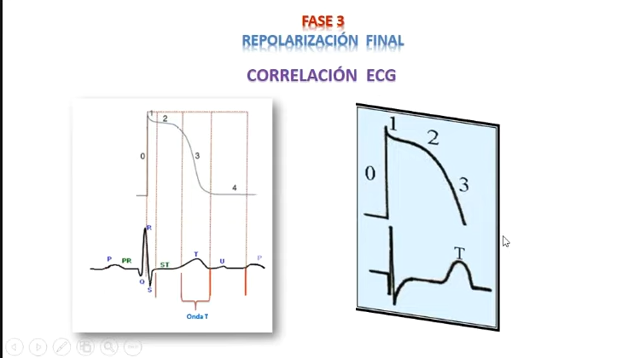 FASE 3
REPOLARIZACIÓN FINAL
CORRELACIÓN ECG
1
2
0
3
4
R
P
PR
ST
T
U
P
Q
S
Onda T
1
2
0
3
T